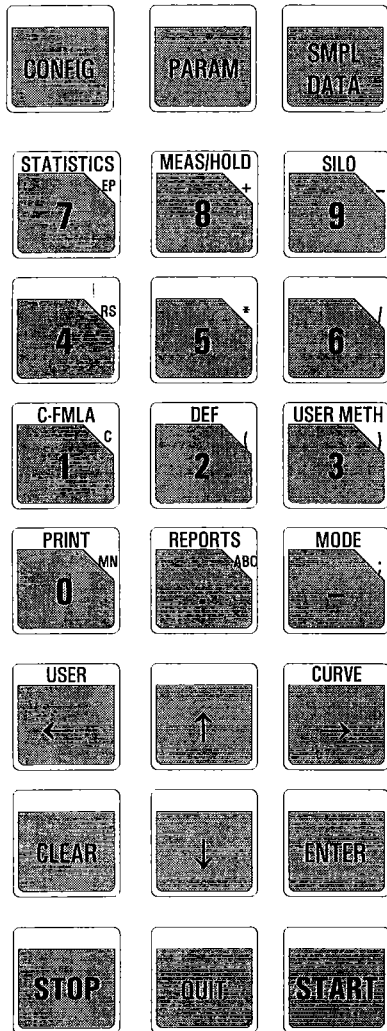 CONFIG PARAM SMPL DATA
STATISTICS MEAS/HOLD SILO
EP + -
7 8 9
RS * /
4 5 6
C-FMLA DEF USER METH
C ( )
1 2 3
PRINT REPORTS MODE
MN ABC ;
0 . -
USER CURVE
← ↑ →
CLEAR ↓ ENTER
STOP QUIT START